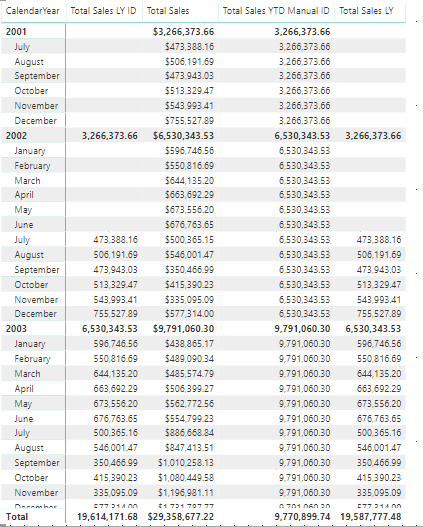 CalendarYear Total Sales LY ID Total Sales Total Sales YTD Manual ID Total Sales LY
2001 $3,266,373.66 3,266,373.66
July $473,388.16 3,266,373.66
August $506,191.69 3,266,373.66
September $473,943.03 3,266,373.66
October $513,329.47 3,266,373.66
November $543,993.41 3,266,373.66
December $755,527.89 3,266,373.66
2002 3,266,373.66 $6,530,343.53 6,530,343.53 3,266,373.66
January $596,746.56 6,530,343.53
February $550,816.69 6,530,343.53
March $644,135.20 6,530,343.53
April $663,692.29 6,530,343.53
May $673,556.20 6,530,343.53
June $676,763.65 6,530,343.53
July 473,388.16 $500,365.15 6,530,343.53 473,388.16
August 506,191.69 $546,001.47 6,530,343.53 506,191.69
September 473,943.03 $350,466.99 6,530,343.53 473,943.03
October 513,329.47 $415,390.23 6,530,343.53 513,329.47
November 543,993.41 $335,095.09 6,530,343.53 543,993.41
December 755,527.89 $577,314.00 6,530,343.53 755,527.89
2003 6,530,343.53 $9,791,060.30 9,791,060.30 6,530,343.53
January 596,746.56 $438,865.17 9,791,060.30 596,746.56
February 550,816.69 $489,090.34 9,791,060.30 550,816.69
March 644,135.20 $485,574.79 9,791,060.30 644,135.20
April 663,692.29 $506,399.27 9,791,060.30 663,692.29
May 673,556.20 $562,772.56 9,791,060.30 673,556.20
June 676,763.65 $554,799.23 9,791,060.30 676,763.65
July 500,365.16 $886,668.84 9,791,060.30 500,365.16
August 546,001.47 $847,413.51 9,791,060.30 546,001.47
September 350,466.99 $1,010,258.13 9,791,060.30 350,466.99
October 415,390.23 $1,080,449.58 9,791,060.30 415,390.23
November 335,095.09 $1,196,981.11 9,791,060.30 335,095.09
December 577,314.00 $1,731,787.77 9,791,060.30 577,314.00
Total 19,614,171.68 $29,358,677.22 9,770,899.74 19,587,777.48